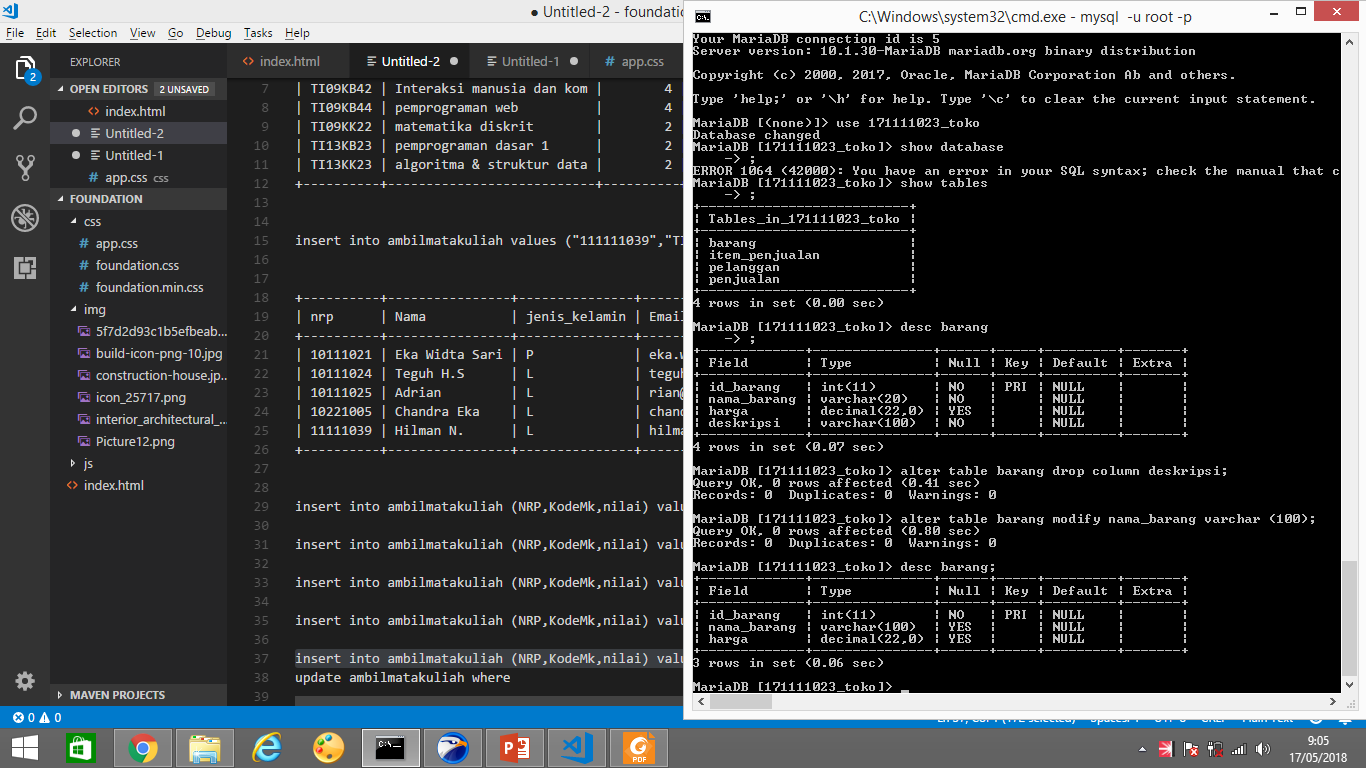 ● Untitled-2 - foundatio
File Edit Selection View Go Debug Tasks Help
EXPLORER
OPEN EDITORS 2 UNSAVED
index.html
Untitled-2
Untitled-1
app.css css
FOUNDATION
css
app.css
foundation.css
foundation.min.css
img
5f7d2d93c1b5efbeab...
build-icon-png-10.jpg
construction-house.jp...
icon_25717.png
interior_architectural_...
Picture12.png
js
index.html
MAVEN PROJECTS
2
index.html Untitled-2 Untitled-1 app.css
7 | TI09KB42 | Interaksi manusia dan kom | 4
8 | TI09KB44 | pemprograman web | 4
9 | TI09KK22 | matematika diskrit | 2
10 | TI13KB23 | pemprograman dasar 1 | 2
11 | TI13KB23 | algoritma & struktur data | 2
12 +----------+---------------------------+--------
13
14
15 insert into ambilmatakuliah values ("111111039","TI
16
17
18 +----------+----------------+---------------+-----
19 | nrp | Nama | jenis_kelamin | Email
20 +----------+----------------+---------------+-----
21 | 10111021 | Eka Widta Sari | P | eka.w
22 | 10111024 | Teguh H.S | L | teguh
23 | 10111025 | Adrian | L | rian@
24 | 10221005 | Chandra Eka | L | chand
25 | 11111039 | Hilman N. | L | hilma
26 +----------+----------------+---------------+-----
27
28
29 insert into ambilmatakuliah (NRP,KodeMk,nilai) valu
30
31 insert into ambilmatakuliah (NRP,KodeMk,nilai) valu
32
33 insert into ambilmatakuliah (NRP,KodeMk,nilai) valu
34
35 insert into ambilmatakuliah (NRP,KodeMk,nilai) valu
36
37 insert into ambilmatakuliah (NRP,KodeMk,nilai) valu
38 update ambilmatakuliah where
39
0 0
C:\Windows\system32\cmd.exe - mysql -u root -p
Your MariaDB connection id is 5
Server version: 10.1.30-MariaDB mariadb.org binary distribution
Copyright (c) 2000, 2017, Oracle, MariaDB Corporation Ab and others.
Type 'help;' or '\h' for help. Type '\c' to clear the current input statement.
MariaDB [(none)]> use 171111023_toko
Database changed
MariaDB [171111023_toko]> show database
-> ;
ERROR 1064 (42000): You have an error in your SQL syntax; check the manual that c
MariaDB [171111023_toko]> show tables
-> ;
+--------------------------+
| Tables_in_171111023_toko |
+--------------------------+
| barang |
| item_penjualan |
| pelanggan |
| penjualan |
+--------------------------+
4 rows in set (0.00 sec)
MariaDB [171111023_toko]> desc barang
-> ;
+-------------+---------------+------+-----+---------+-------+
| Field | Type | Null | Key | Default | Extra |
+-------------+---------------+------+-----+---------+-------+
| id_barang | int(11) | NO | PRI | NULL | |
| nama_barang | varchar(20) | NO | | NULL | |
| harga | decimal(22,0) | YES | | NULL | |
| deskripsi | varchar(100) | NO | | NULL | |
+-------------+---------------+------+-----+---------+-------+
4 rows in set (0.07 sec)
MariaDB [171111023_toko]> alter table barang drop column deskripsi;
Query OK, 0 rows affected (0.41 sec)
Records: 0 Duplicates: 0 Warnings: 0
MariaDB [171111023_toko]> alter table barang modify nama_barang varchar (100);
Query OK, 0 rows affected (0.80 sec)
Records: 0 Duplicates: 0 Warnings: 0
MariaDB [171111023_toko]> desc barang;
+-------------+---------------+------+-----+---------+-------+
| Field | Type | Null | Key | Default | Extra |
+-------------+---------------+------+-----+---------+-------+
| id_barang | int(11) | NO | PRI | NULL | |
| nama_barang | varchar(100) | YES | | NULL | |
| harga | decimal(22,0) | YES | | NULL | |
+-------------+---------------+------+-----+---------+-------+
3 rows in set (0.06 sec)
MariaDB [171111023_toko]>
9:05
17/05/2018